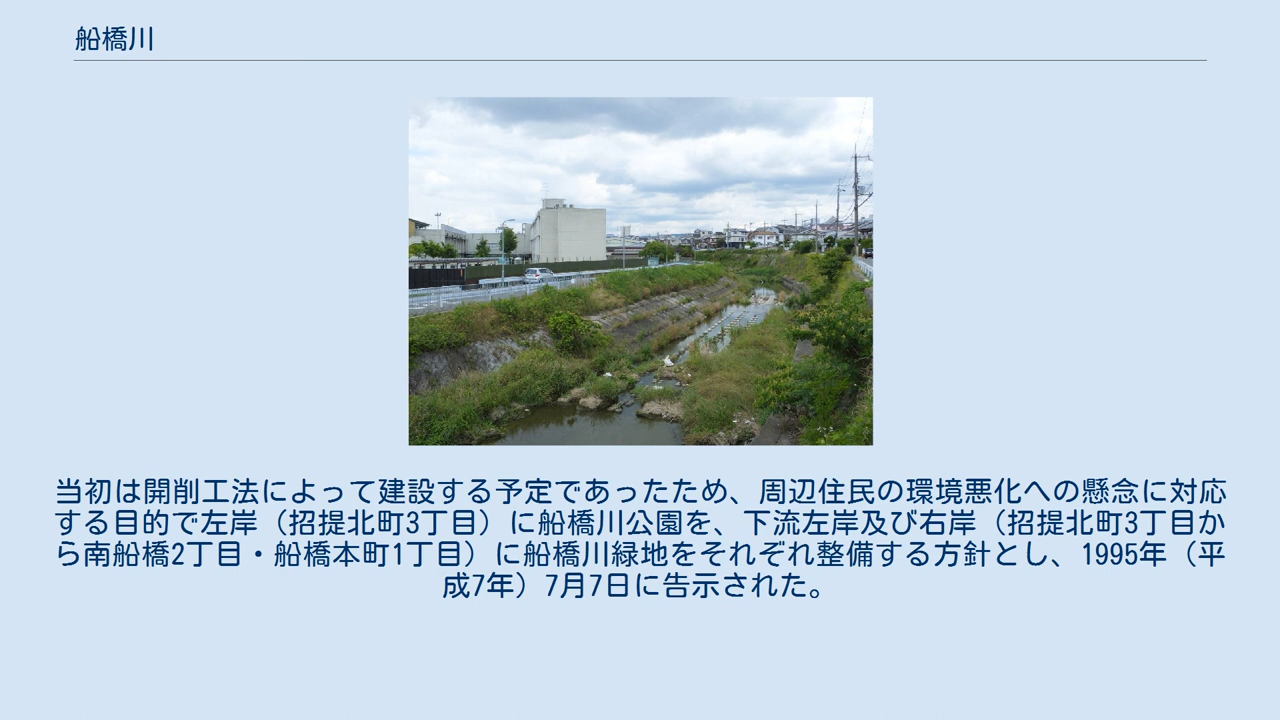 船橋川
当初は開削工法によって建設する予定であったため、周辺住民の環境悪化への懸念に対応
する目的で左岸（招提北町3丁目）に船橋川公園を、下流左岸及び右岸（招提北町3丁目か
ら南船橋2丁目・船橋本町1丁目）に船橋川緑地をそれぞれ整備する方針とし、1995年（平
成7年）7月7日に告示された。